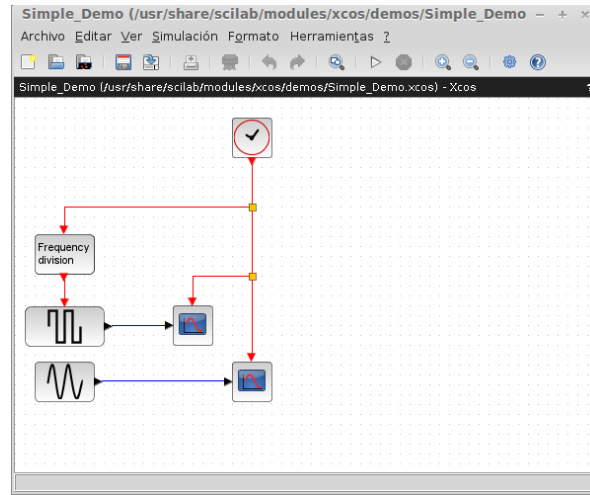 Simple_Demo (/usr/share/scilab/modules/xcos/demos/Simple_Demo
Archivo Editar Ver Simulación Formato Herramientas ?
Simple_Demo (/usr/share/scilab/modules/xcos/demos/Simple_Demo.xcos) - Xcos ?
Frequency
division